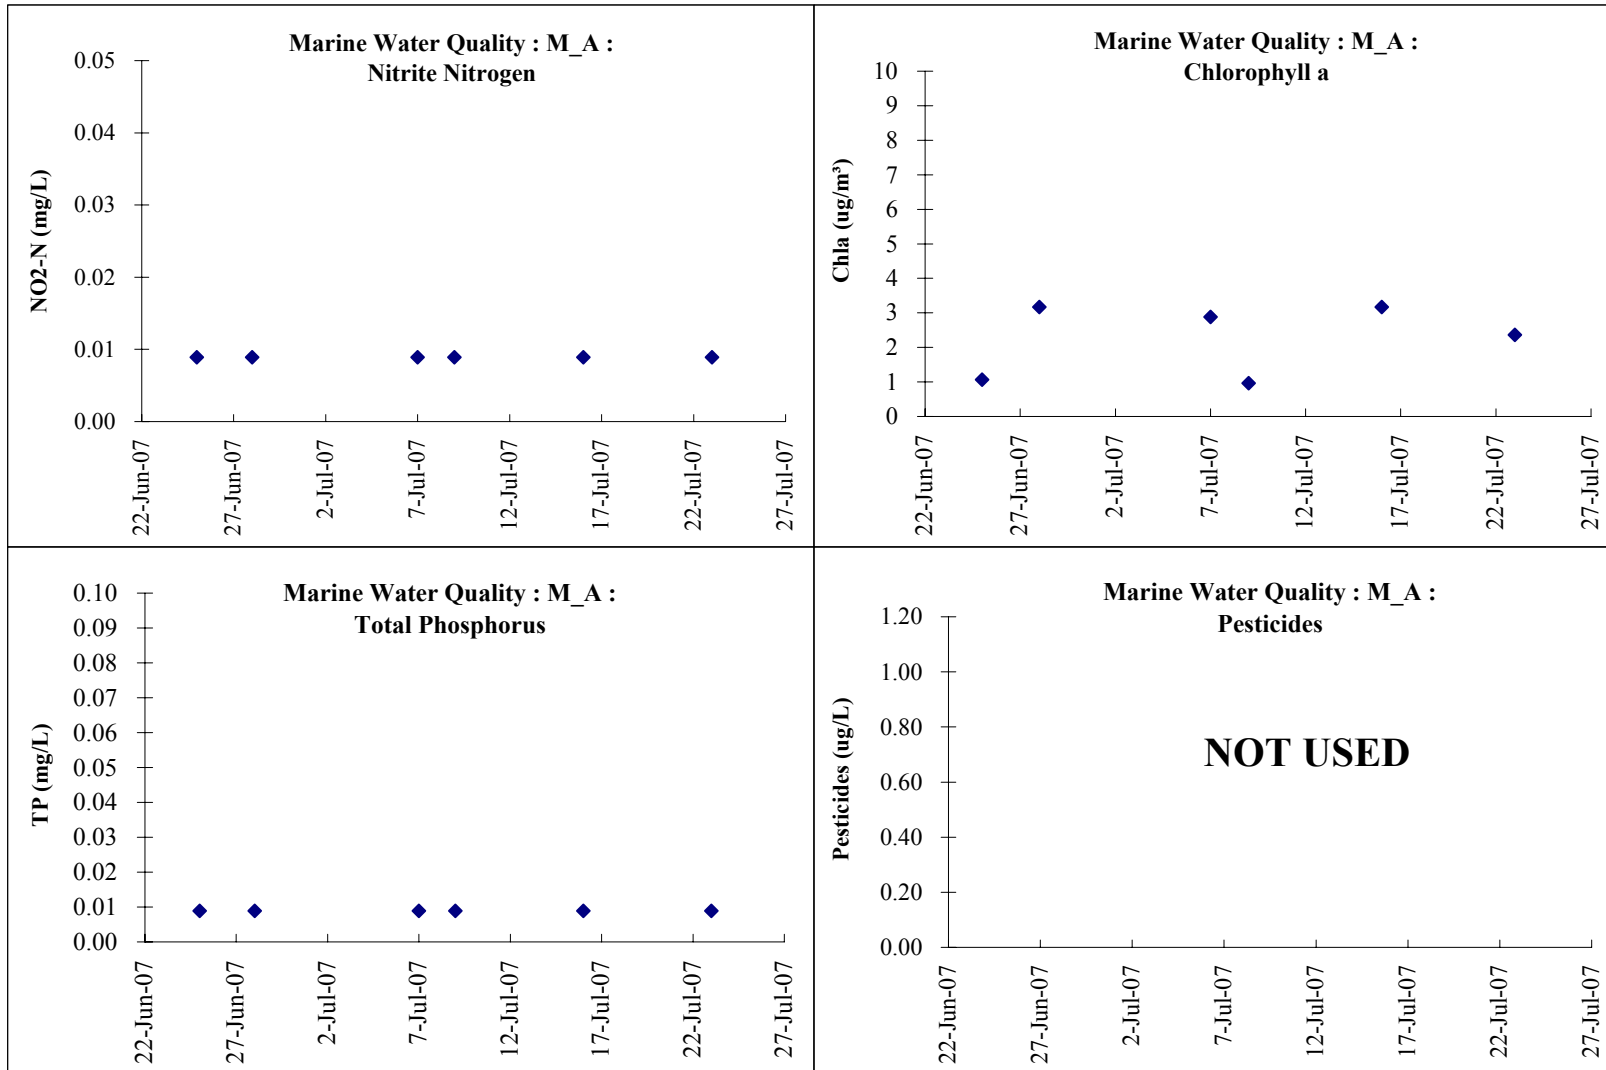 Marine Water Quality : M_A :
Nitrite Nitrogen
NO2-N (mg/L)
0.05
0.04
0.03
0.02
0.01
0.00
22-Jun-07
27-Jun-07
2-Jul-07
7-Jul-07
12-Jul-07
17-Jul-07
22-Jul-07
27-Jul-07
Marine Water Quality : M_A :
Chlorophyll a
Chla (ug/m³)
10
9
8
7
6
5
4
3
2
1
0
22-Jun-07
27-Jun-07
2-Jul-07
7-Jul-07
12-Jul-07
17-Jul-07
22-Jul-07
27-Jul-07
Marine Water Quality : M_A :
Total Phosphorus
TP (mg/L)
0.10
0.09
0.08
0.07
0.06
0.05
0.04
0.03
0.02
0.01
0.00
22-Jun-07
27-Jun-07
2-Jul-07
7-Jul-07
12-Jul-07
17-Jul-07
22-Jul-07
27-Jul-07
Marine Water Quality : M_A :
Pesticides
Pesticides (ug/L)
1.20
1.00
0.80
0.60
0.40
0.20
0.00
NOT USED
22-Jun-07
27-Jun-07
2-Jul-07
7-Jul-07
12-Jul-07
17-Jul-07
22-Jul-07
27-Jul-07